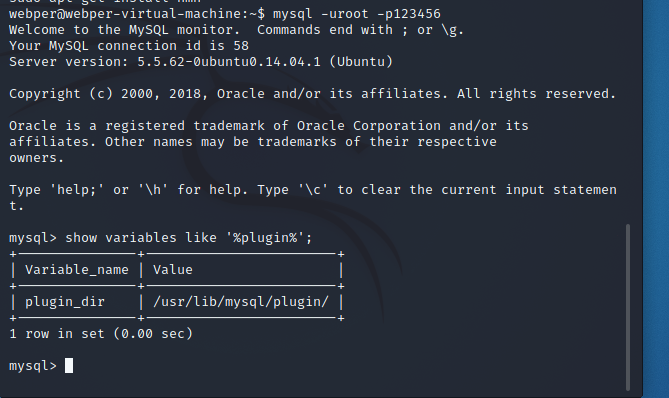 webper@webper-virtual-machine:~$ mysql -uroot -p123456
Welcome to the MySQL monitor.  Commands end with ; or \g.
Your MySQL connection id is 58
Server version: 5.5.62-0ubuntu0.14.04.1 (Ubuntu)
Copyright (c) 2000, 2018, Oracle and/or its affiliates. All rights reserved.
Oracle is a registered trademark of Oracle Corporation and/or its
affiliates. Other names may be trademarks of their respective
owners.
Type 'help;' or '\h' for help. Type '\c' to clear the current input statemen
t.
mysql> show variables like '%plugin%';
+---------------+------------------------+
| Variable_name | Value                  |
+---------------+------------------------+
| plugin_dir    | /usr/lib/mysql/plugin/ |
+---------------+------------------------+
1 row in set (0.00 sec)
mysql>